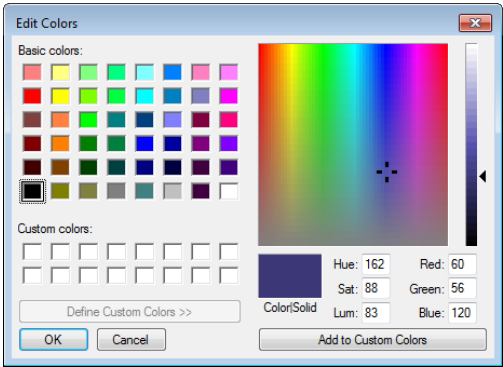 Edit Colors
Basic colors:
Custom colors:
Define Custom Colors >>
OK Cancel
Color|Solid
Hue: 162 Red: 60
Sat: 88 Green: 56
Lum: 83 Blue: 120
Add to Custom Colors